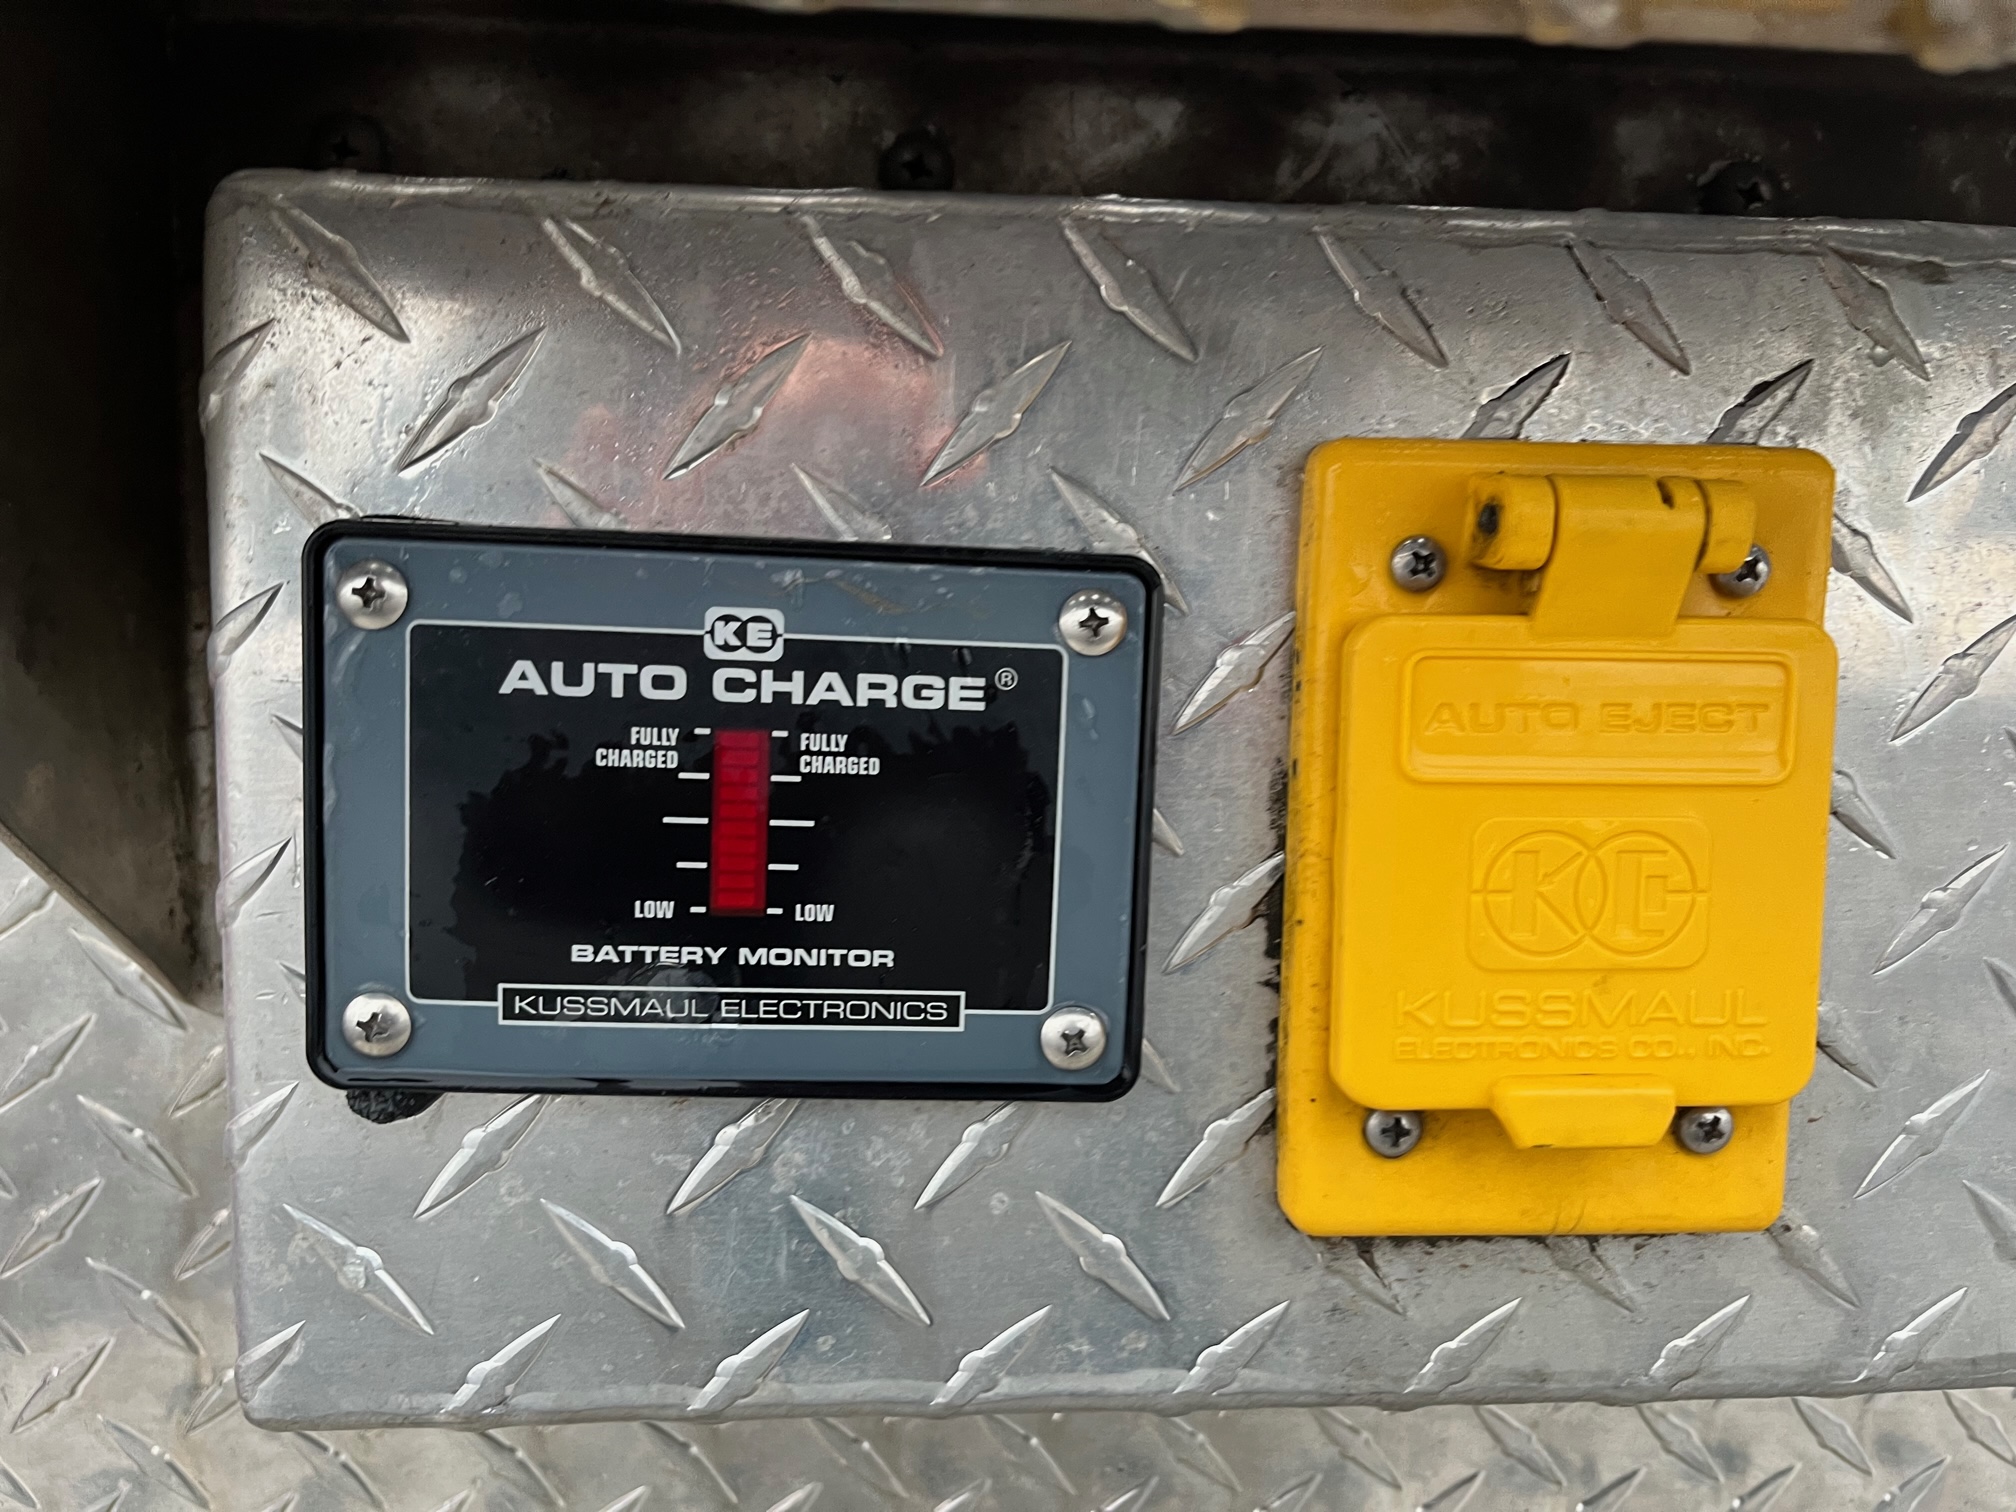 KE
AUTO CHARGE®
FULLY
CHARGED
FULLY
CHARGED
LOW
LOW
BATTERY MONITOR
KUSSMAUL ELECTRONICS
AUTO EJECT
KE
KUSSMAUL
ELECTRONICS CO., INC.